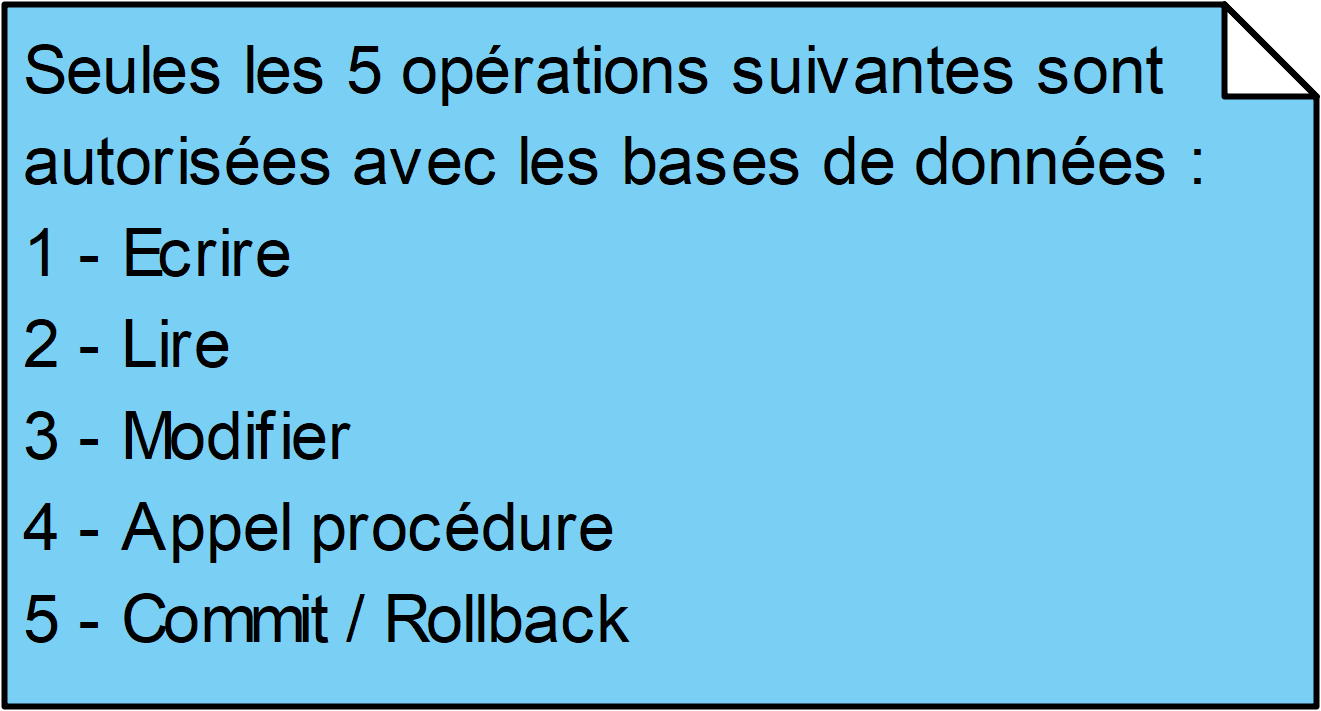 Seules les 5 opérations suivantes sont
autorisées avec les bases de données :
1 - Ecrire
2 - Lire
3 - Modifier
4 - Appel procédure
5 - Commit / Rollback